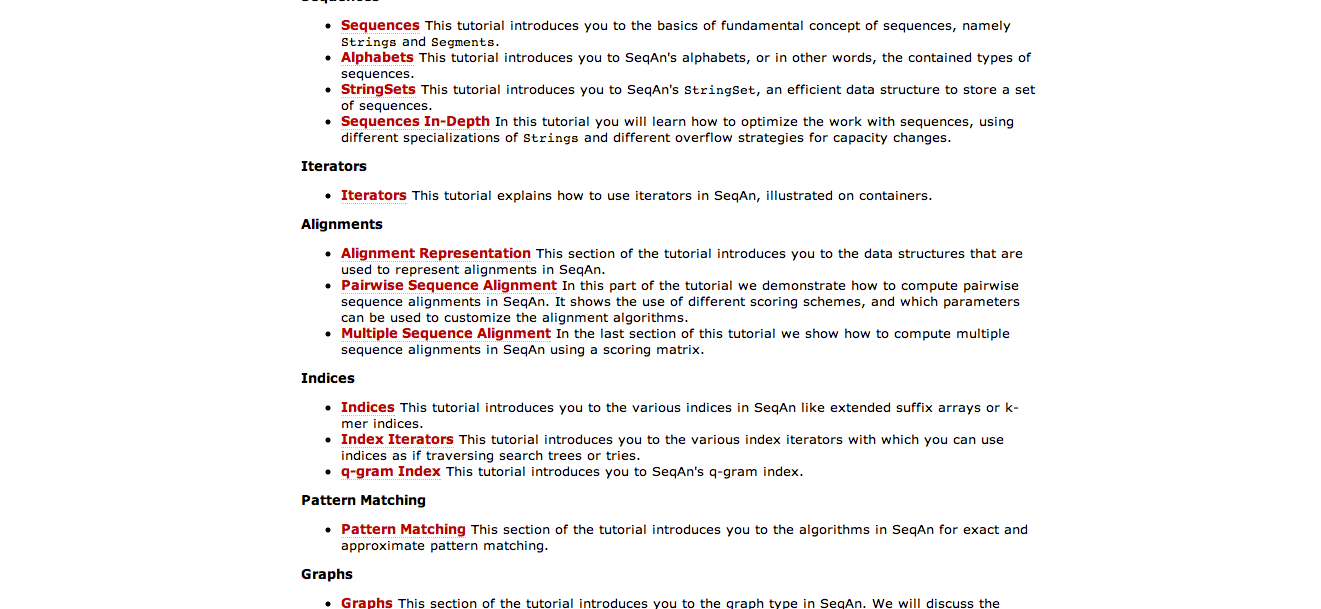 Sequences
Sequences This tutorial introduces you to the basics of fundamental concept of sequences, namely
Strings and Segments.
Alphabets This tutorial introduces you to SeqAn's alphabets, or in other words, the contained types of
sequences.
StringSets This tutorial introduces you to SeqAn's StringSet, an efficient data structure to store a set
of sequences.
Sequences In-Depth In this tutorial you will learn how to optimize the work with sequences, using
different specializations of Strings and different overflow strategies for capacity changes.
Iterators
Iterators This tutorial explains how to use iterators in SeqAn, illustrated on containers.
Alignments
Alignment Representation This section of the tutorial introduces you to the data structures that are
used to represent alignments in SeqAn.
Pairwise Sequence Alignment In this part of the tutorial we demonstrate how to compute pairwise
sequence alignments in SeqAn. It shows the use of different scoring schemes, and which parameters
can be used to customize the alignment algorithms.
Multiple Sequence Alignment In the last section of this tutorial we show how to compute multiple
sequence alignments in SeqAn using a scoring matrix.
Indices
Indices This tutorial introduces you to the various indices in SeqAn like extended suffix arrays or k-
mer indices.
Index Iterators This tutorial introduces you to the various index iterators with which you can use
indices as if traversing search trees or tries.
q-gram Index This tutorial introduces you to SeqAn's q-gram index.
Pattern Matching
Pattern Matching This section of the tutorial introduces you to the algorithms in SeqAn for exact and
approximate pattern matching.
Graphs
Graphs This section of the tutorial introduces you to the graph type in SeqAn. We will discuss the